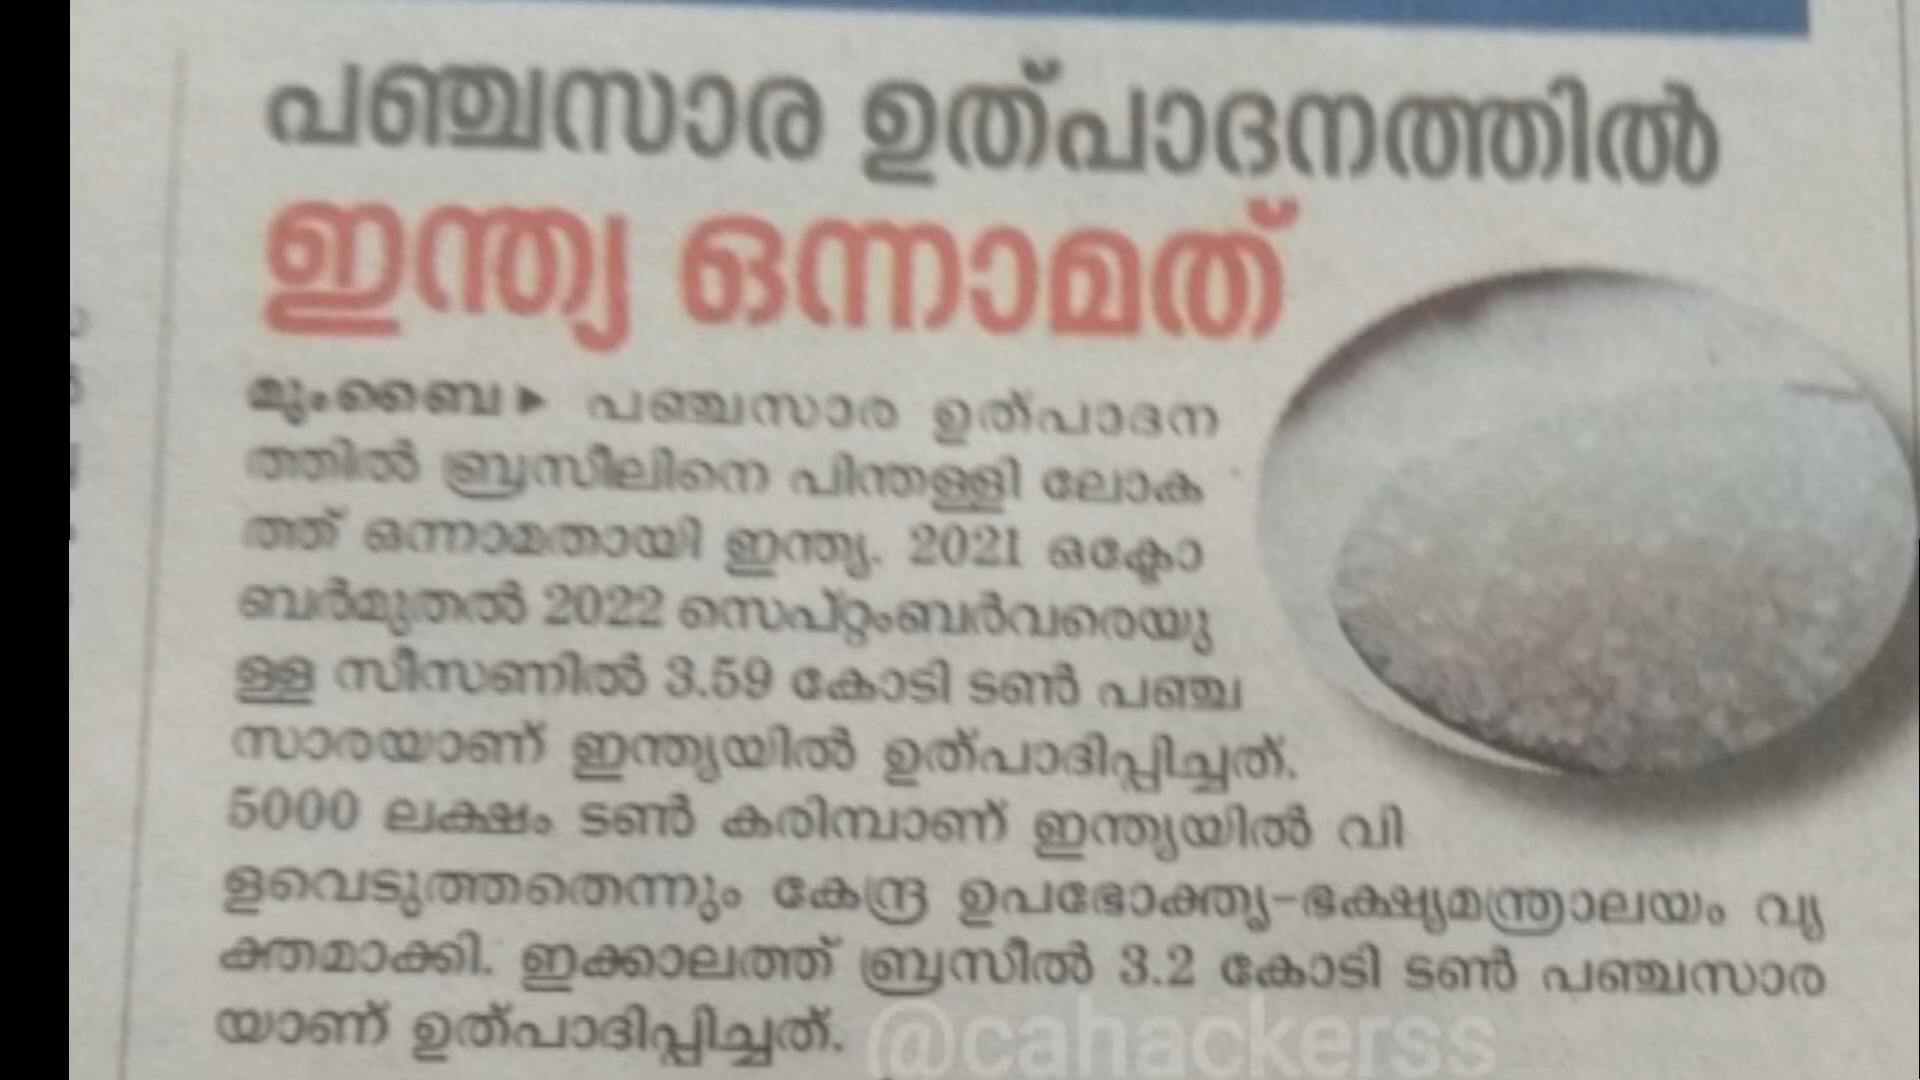 പഞ്ചസാര ഉത്പാദനത്തിൽ
ഇന്ത്യ ഒന്നാമത്
മുംബൈ▶ പഞ്ചസാര ഉത്പാദന
ത്തിൽ ബ്രസീലിനെ പിന്തള്ളി ലോക
ത്ത് ഒന്നാമതായി ഇന്ത്യ. 2021 ഒക്ടോ
ബർമുതൽ 2022 സെപ്റ്റംബർവരെയു
ള്ള സീസണിൽ 3.59 കോടി ടൺ പഞ്ച
സാരയാണ് ഇന്ത്യയിൽ ഉത്പാദിപ്പിച്ചത്.
5000 ലക്ഷം ടൺ കരിമ്പാണ് ഇന്ത്യയിൽ വി
ളവെടുത്തതെന്നും കേന്ദ്ര ഉപഭോക്തൃ-ഭക്ഷ്യമന്ത്രാലയം വ്യ
ക്തമാക്കി. ഇക്കാലത്ത് ബ്രസീൽ 3.2 കോടി ടൺ പഞ്ചസാര
യാണ് ഉത്പാദിപ്പിച്ചത്.
@cahackerss